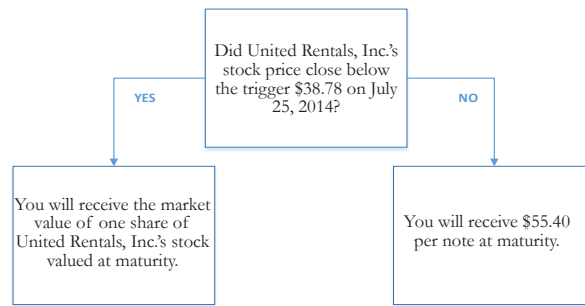 Did United Rentals, Inc.'s
stock price close below
the trigger $38.78 on July
25, 2014?
YES
NO
You will receive the market
value of one share of
United Rentals, Inc.'s stock
valued at maturity.
You will receive $55.40
per note at maturity.